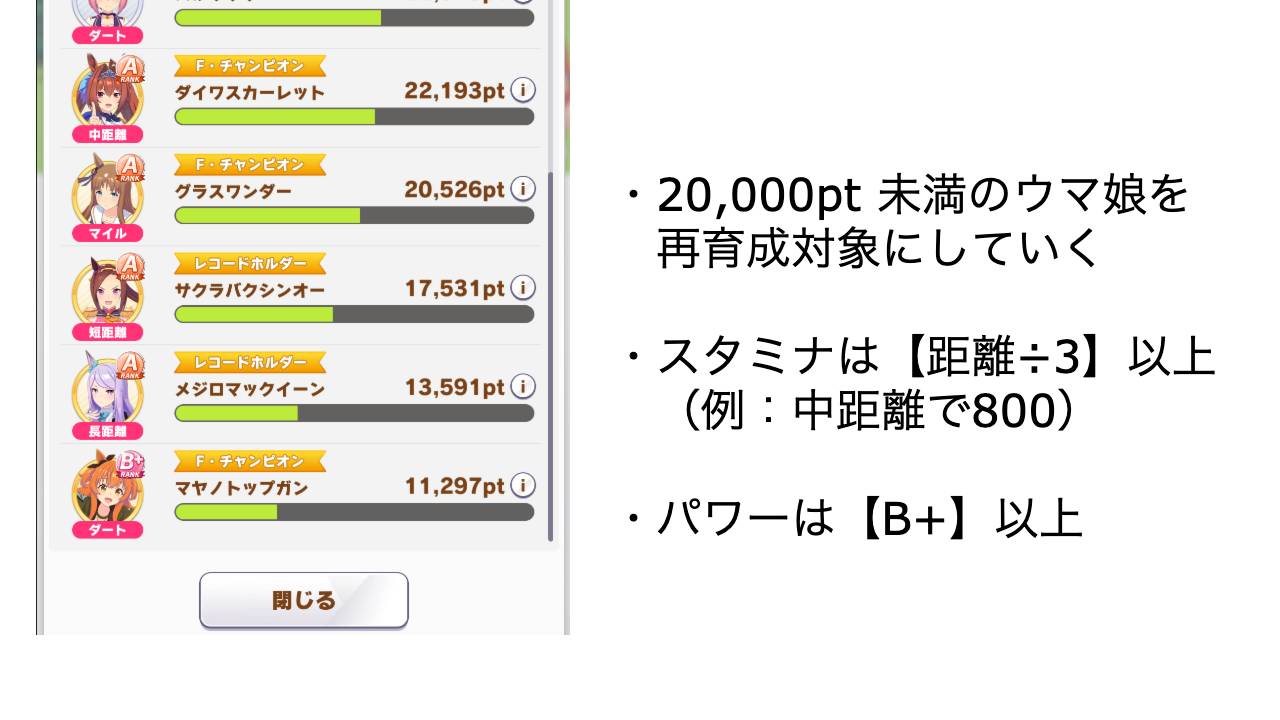 ダート
A
RANK
F・チャンピオン
ダイワスカーレット
22,193pt
i
中距離
A
RANK
F・チャンピオン
グラスワンダー
20,526pt
i
マイル
A
RANK
レコードホルダー
サクラバクシンオー
17,531pt
i
短距離
A
RANK
レコードホルダー
メジロマックイーン
13,591pt
i
長距離
B+
RANK
F・チャンピオン
マヤノトップガン
11,297pt
i
ダート
閉じる
・20,000pt 未満のウマ娘を
再育成対象にしていく
・スタミナは【距離÷3】以上
（例：中距離で800）
・パワーは【B+】以上